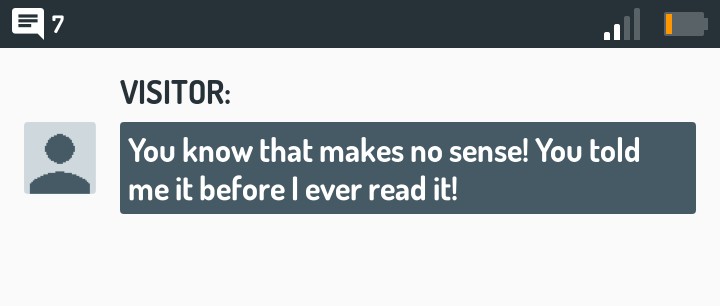 7
VISITOR:
You know that makes no sense! You told
me it before I ever read it!